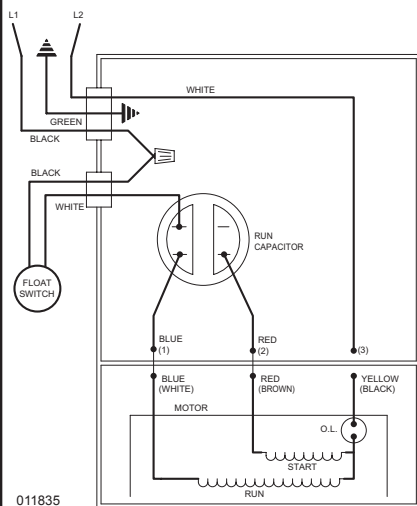 L1
L2
WHITE
GREEN
BLACK
BLACK
WHITE
RUN
CAPACITOR
FLOAT
SWITCH
BLUE
(1)
RED
(2)
(3)
BLUE
(WHITE)
RED
(BROWN)
YELLOW
(BLACK)
MOTOR
O.L.
START
RUN
011835